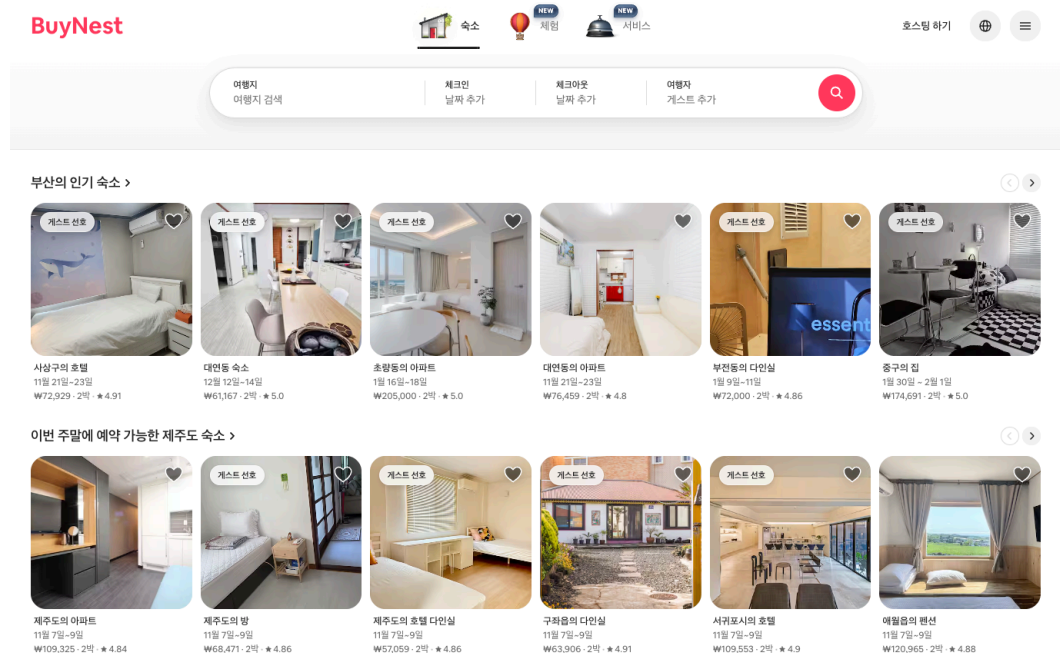 BuyNest
숙소
NEW
체험
NEW
서비스
호스팅 하기
여행지
여행지 검색
체크인
날짜 추가
체크아웃
날짜 추가
여행자
게스트 추가
부산의 인기 숙소 >
게스트 선호
게스트 선호
게스트 선호
게스트 선호
essent
게스트 선호
사상구의 호텔
11월 21일~23일
₩72,929 · 2박 · ★ 4.91
대연동 숙소
12월 12일~14일
₩61,167 · 2박 · ★ 5.0
초량동의 아파트
1월 16일~18일
₩205,000 · 2박 · ★ 5.0
대연동의 아파트
11월 21일~23일
₩76,459 · 2박 · ★ 4.8
부전동의 다인실
1월 9일~11일
₩72,000 · 2박 · ★ 4.86
중구의 집
1월 30일 ~ 2월 1일
₩174,691 · 2박 · ★ 5.0
이번 주말에 예약 가능한 제주도 숙소 >
게스트 선호
게스트 선호
게스트 선호
게스트 선호
제주도의 아파트
11월 7일~9일
₩109,325 · 2박 · ★ 4.84
제주도의 방
11월 7일~9일
₩68,471 · 2박 · ★ 4.86
제주도의 호텔 다인실
11월 7일~9일
₩57,059 · 2박 · ★ 4.86
구좌읍의 다인실
11월 7일~9일
₩63,906 · 2박 · ★ 4.91
서귀포시의 호텔
11월 7일~9일
₩109,553 · 2박 · ★ 4.9
애월읍의 펜션
11월 7일~9일
₩120,965 · 2박 · ★ 4.88